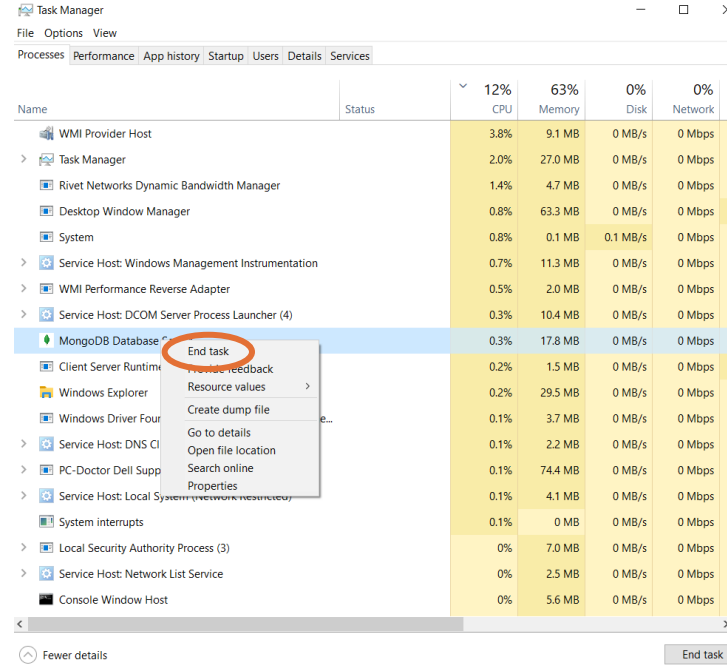 Task Manager
File Options View
Processes Performance App history Startup Users Details Services
12% 63% 0% 0%
Name Status CPU Memory Disk Network
WMI Provider Host 3.8% 9.1 MB 0 MB/s 0 Mbps
Task Manager 2.0% 27.0 MB 0 MB/s 0 Mbps
Rivet Networks Dynamic Bandwidth Manager 1.4% 4.7 MB 0 MB/s 0 Mbps
Desktop Window Manager 0.8% 63.3 MB 0 MB/s 0 Mbps
System 0.8% 0.1 MB 0.1 MB/s 0 Mbps
Service Host: Windows Management Instrumentation 0.7% 11.3 MB 0 MB/s 0 Mbps
WMI Performance Reverse Adapter 0.5% 2.0 MB 0 MB/s 0 Mbps
Service Host: DCOM Server Process Launcher (4) 0.3% 10.4 MB 0 MB/s 0 Mbps
MongoDB Database 0.3% 17.8 MB 0 MB/s 0 Mbps
End task
Client Server Runtime 0.2% 1.5 MB 0 MB/s 0 Mbps
Provide feedback
Resource values
Windows Explorer 0.2% 29.5 MB 0 MB/s 0 Mbps
Create dump file
Windows Driver Foun e... 0.1% 3.7 MB 0 MB/s 0 Mbps
Go to details
Service Host: DNS Cl 0.1% 2.2 MB 0 MB/s 0 Mbps
Open file location
PC-Doctor Dell Supp 0.1% 74.4 MB 0 MB/s 0 Mbps
Search online
Properties
Service Host: Local System (Network Restricted) 0.1% 4.1 MB 0 MB/s 0 Mbps
System interrupts 0.1% 0 MB 0 MB/s 0 Mbps
Local Security Authority Process (3) 0% 7.0 MB 0 MB/s 0 Mbps
Service Host: Network List Service 0% 2.5 MB 0 MB/s 0 Mbps
Console Window Host 0% 5.6 MB 0 MB/s 0 Mbps
Fewer details End task